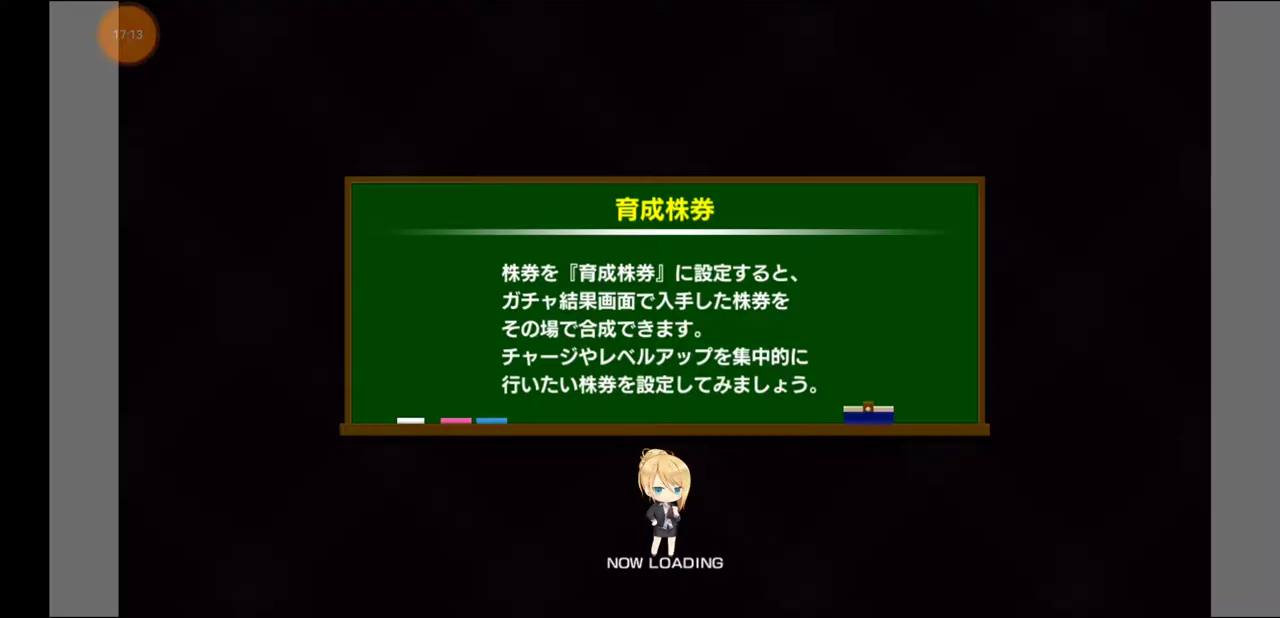 17:13
育成株券
株券を『育成株券』に設定すると、
ガチャ結果画面で入手した株券を
その場で合成できます。
チャージやレベルアップを集中的に
行いたい株券を設定してみましょう。
NOW LOADING